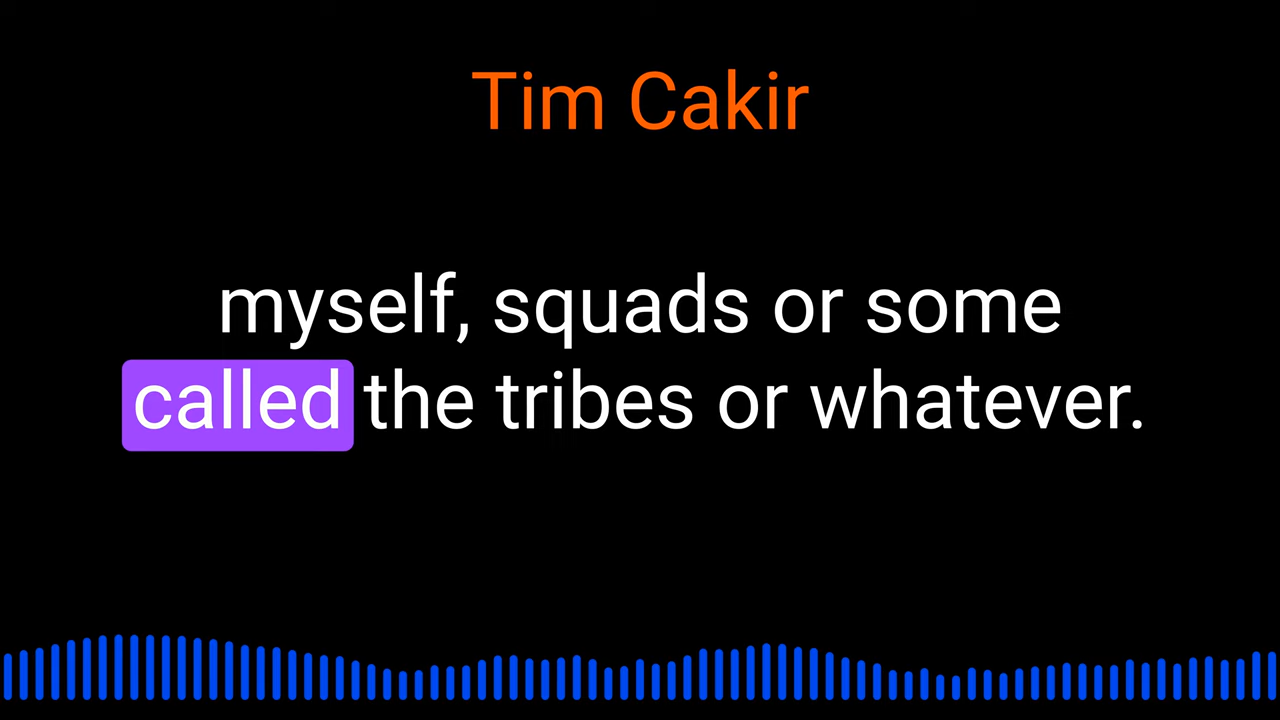 Tim Cakir
myself, squads or some
called the tribes or whatever.